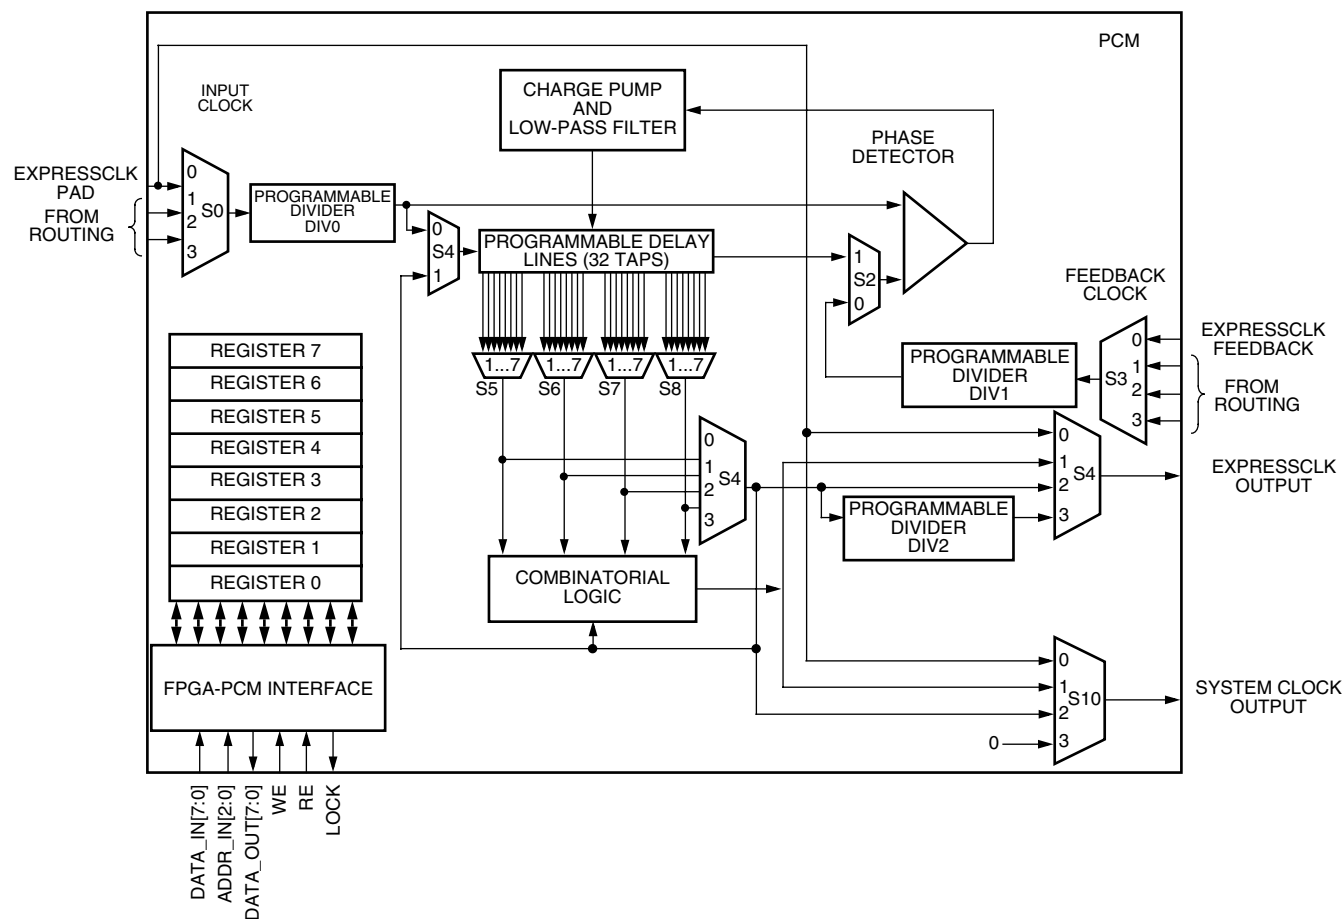 PCM
INPUT
CLOCK
CHARGE PUMP
AND
LOW-PASS FILTER
PHASE
DETECTOR
EXPRESSCLK
PAD
FROM
ROUTING
0
1
2
3
S0
PROGRAMMABLE
DIVIDER
DIV0
0
S4
1
PROGRAMMABLE DELAY
LINES (32 TAPS)
1
S2
0
FEEDBACK
CLOCK
EXPRESSCLK
FEEDBACK
FROM
ROUTING
0
1
S3
2
3
PROGRAMMABLE
DIVIDER
DIV1
1...7
1...7
1...7
1...7
S5
S6
S7
S8
REGISTER 7
REGISTER 6
REGISTER 5
REGISTER 4
REGISTER 3
REGISTER 2
REGISTER 1
REGISTER 0
0
1
S4
2
3
PROGRAMMABLE
DIVIDER
DIV2
0
1
S4
2
3
EXPRESSCLK
OUTPUT
COMBINATORIAL
LOGIC
FPGA-PCM INTERFACE
0
1
S10
2
3
0
SYSTEM CLOCK
OUTPUT
DATA_IN[7:0]
ADDR_IN[2:0]
DATA_OUT[7:0]
WE
RE
LOCK